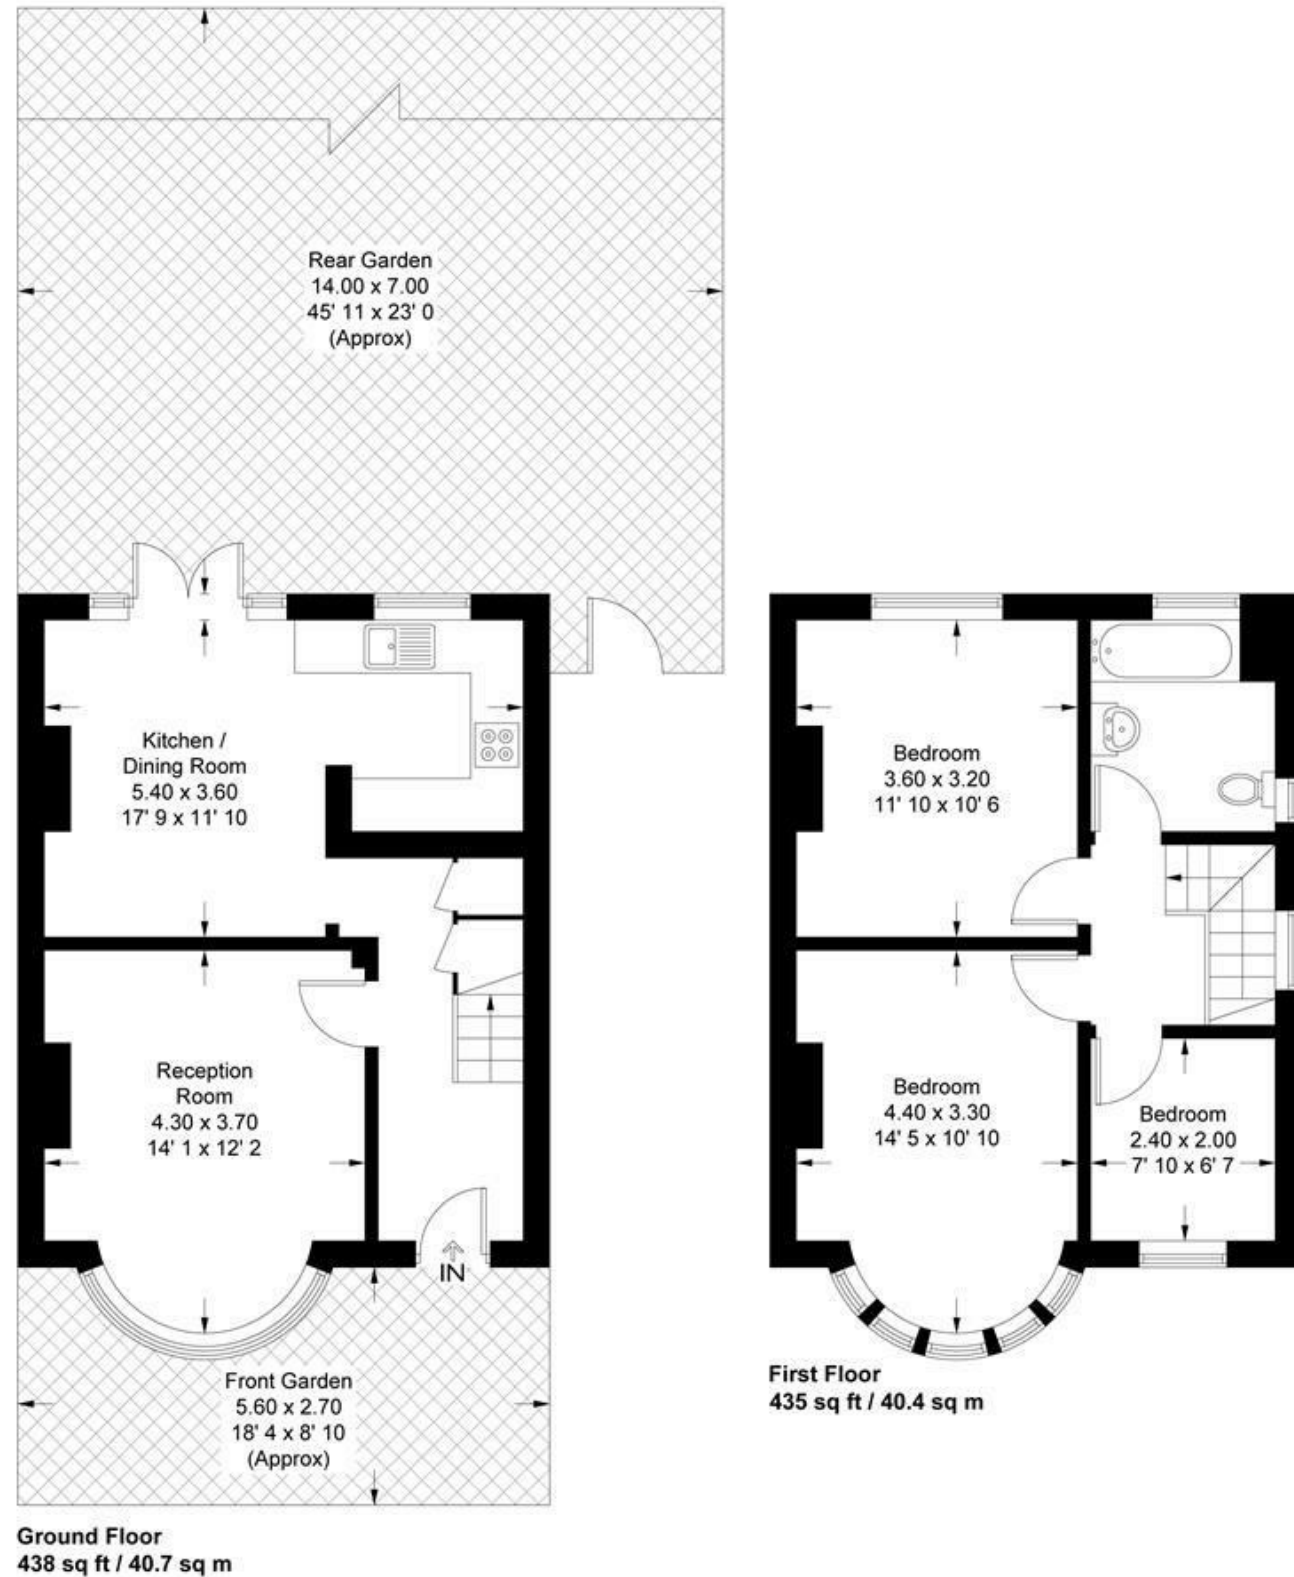 Rear Garden
14.00 x 7.00
45' 11 x 23' 0
(Approx)
Kitchen /
Dining Room
5.40 x 3.60
17' 9 x 11' 10
Reception
Room
4.30 x 3.70
14' 1 x 12' 2
IN
Front Garden
5.60 x 2.70
18' 4 x 8' 10
(Approx)
Ground Floor
438 sq ft / 40.7 sq m
Bedroom
3.60 x 3.20
11' 10 x 10' 6
Bedroom
4.40 x 3.30
14' 5 x 10' 10
Bedroom
2.40 x 2.00
7' 10 x 6' 7
First Floor
435 sq ft / 40.4 sq m